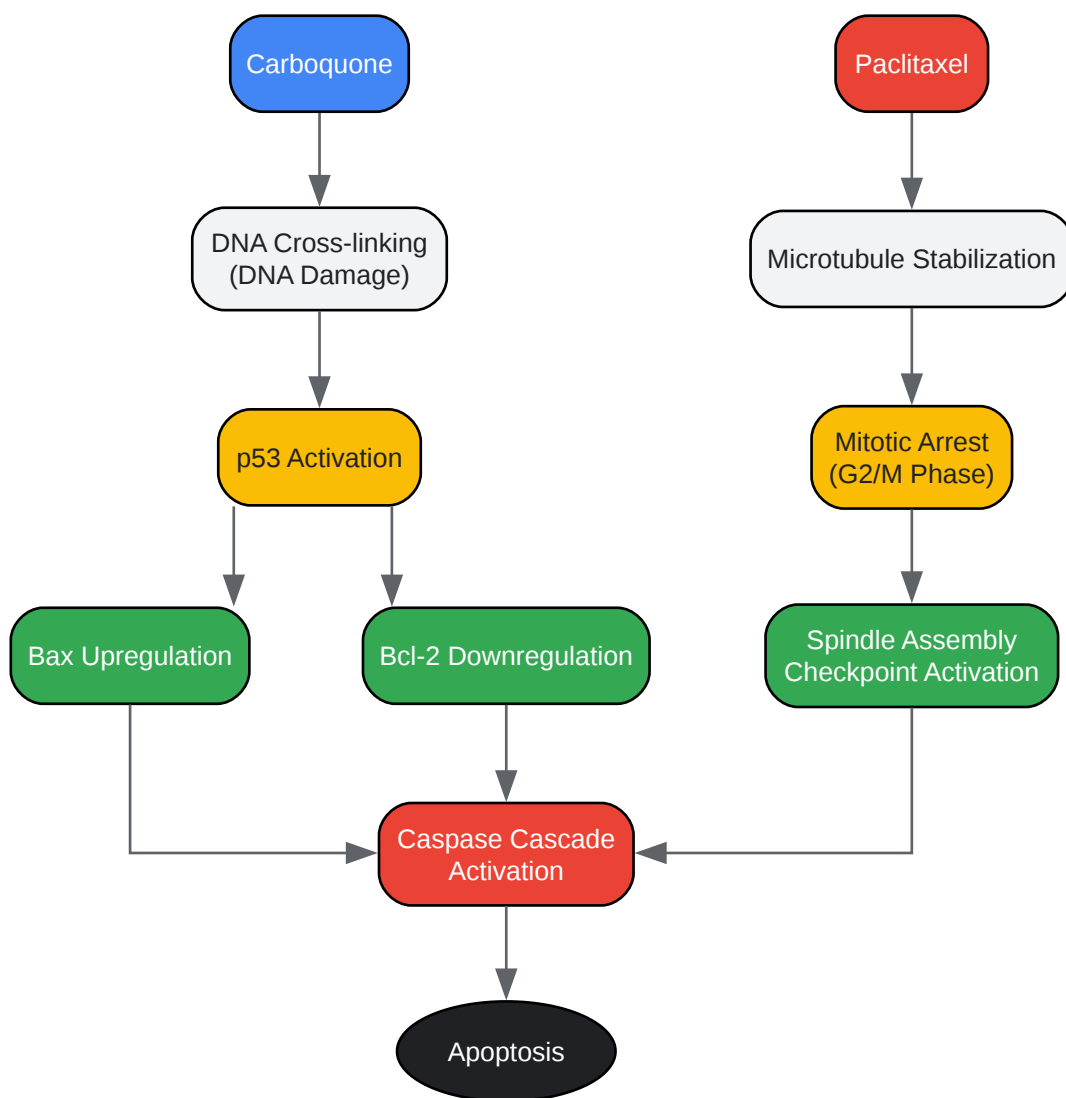 Carboquone
Paclitaxel
DNA Cross-linking
(DNA Damage)
Microtubule Stabilization
p53 Activation
Mitotic Arrest
(G2/M Phase)
Bax Upregulation
Bcl-2 Downregulation
Spindle Assembly
Checkpoint Activation
Caspase Cascade
Activation
Apoptosis